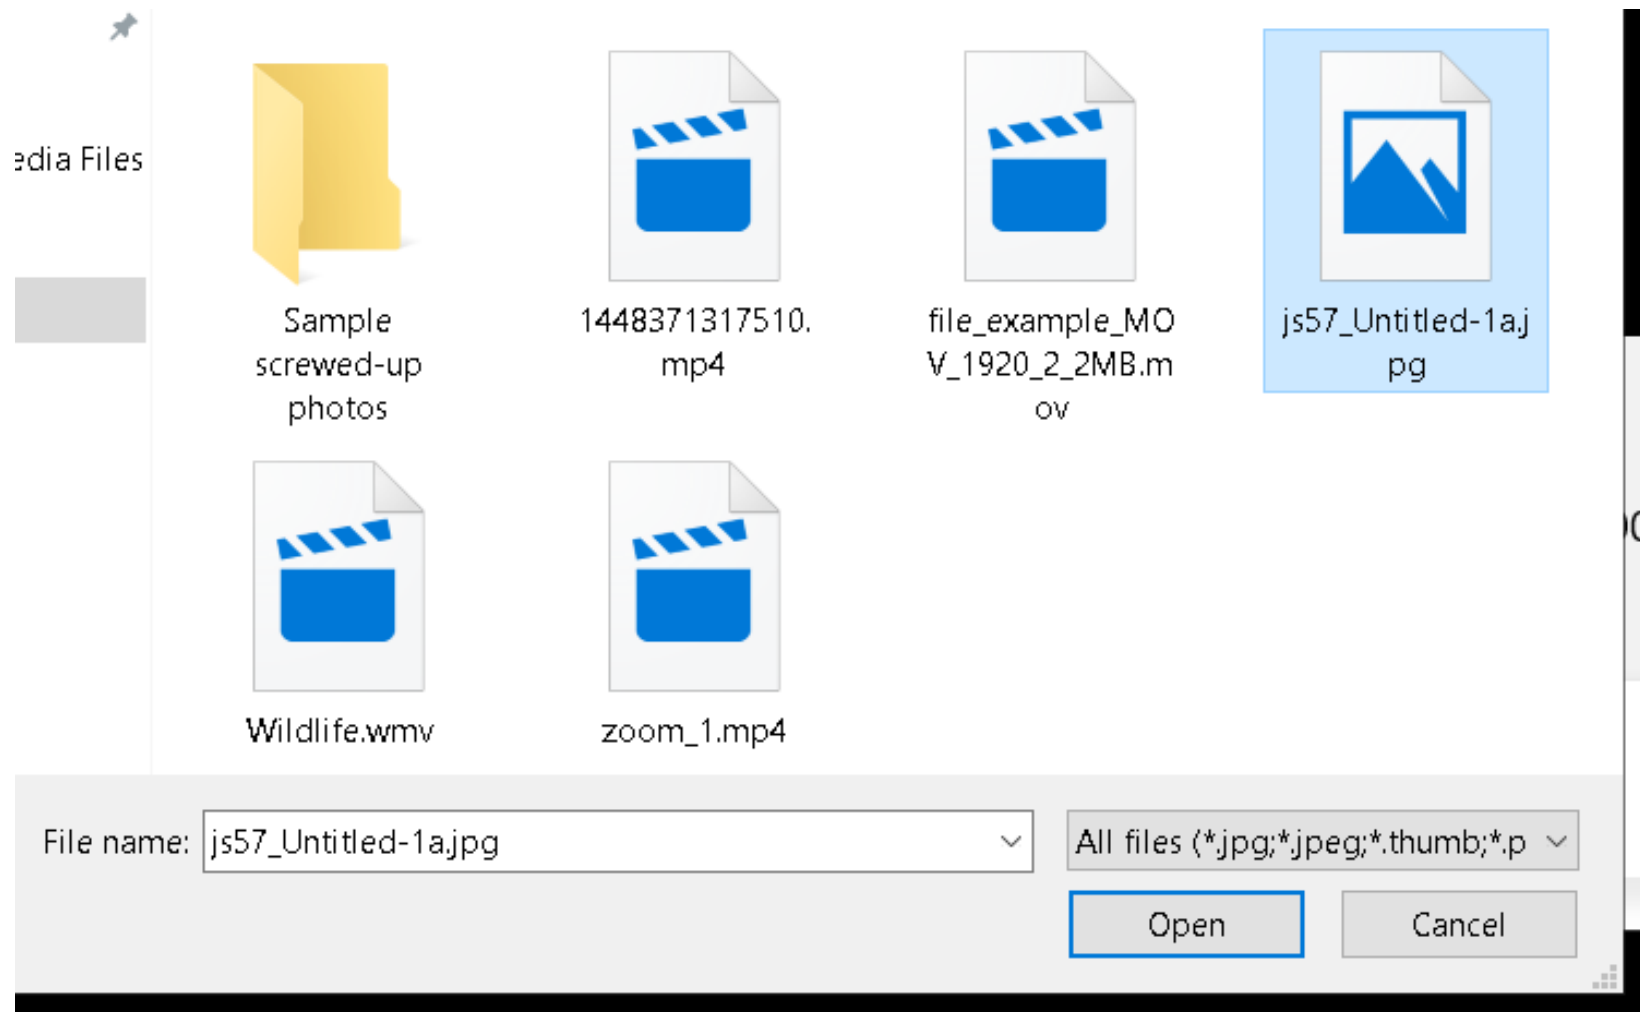 edia Files
Sample
screwed-up
photos
1448371317510.
mp4
file_example_MO
V_1920_2_2MB.m
ov
js57_Untitled-1a.j
pg
Wildlife.wmv
zoom_1.mp4
File name: js57_Untitled-1a.jpg
All files (*.jpg;*.jpeg;*.thumb;*.p
Open
Cancel